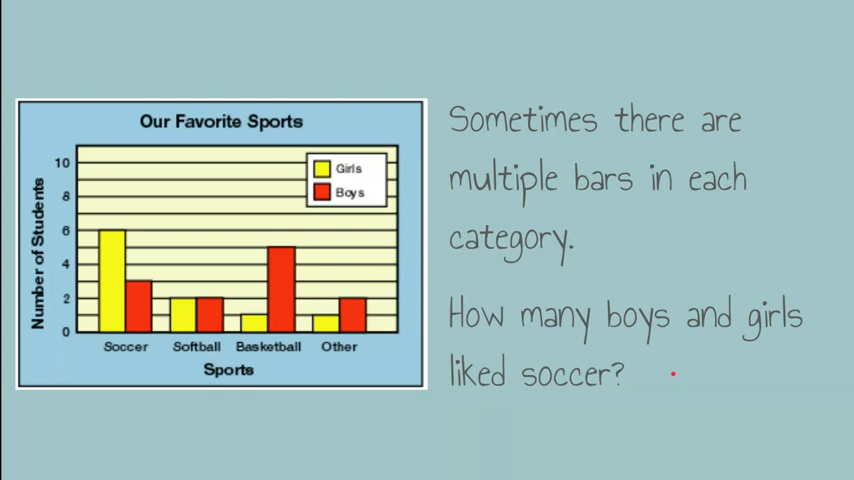 Our Favorite Sports
Number of Students
10
8
6
4
2
0
Girls
Boys
Soccer Softball Basketball Other
Sports
Sometimes there are
multiple bars in each
category.
How many boys and girls
liked soccer?